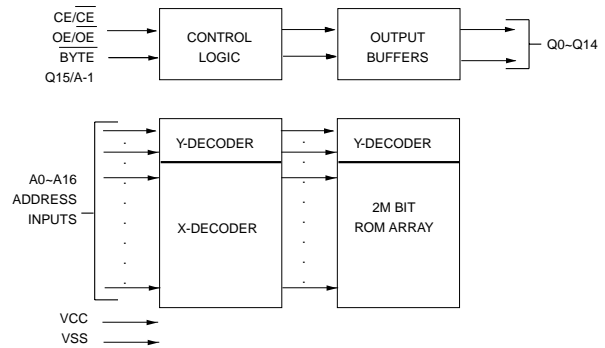 CE/CE
OE/OE
BYTE
Q15/A-1
CONTROL
LOGIC
OUTPUT
BUFFERS
Q0~Q14
A0~A16
ADDRESS
INPUTS
Y-DECODER
X-DECODER
Y-DECODER
2M BIT
ROM ARRAY
VCC
VSS